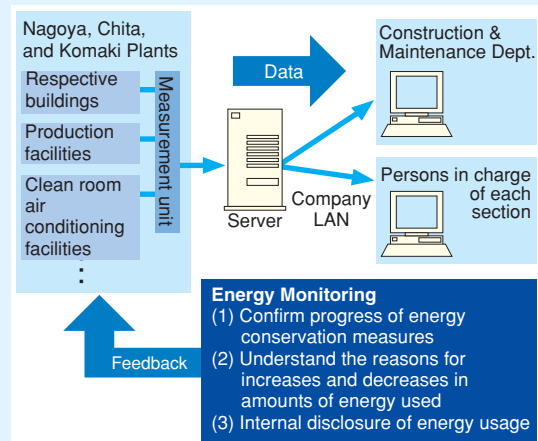 Nagoya, Chita,
and Komaki Plants
Respective
buildings
Production
facilities
Clean room
air
conditioning
facilities
Measurement unit
Data
Server
Company
LAN
Construction &
Maintenance Dept.
Persons in charge
of each
section
Feedback
Energy Monitoring
(1) Confirm progress of energy
conservation measures
(2) Understand the reasons for
increases and decreases in
amounts of energy used
(3) Internal disclosure of energy usage